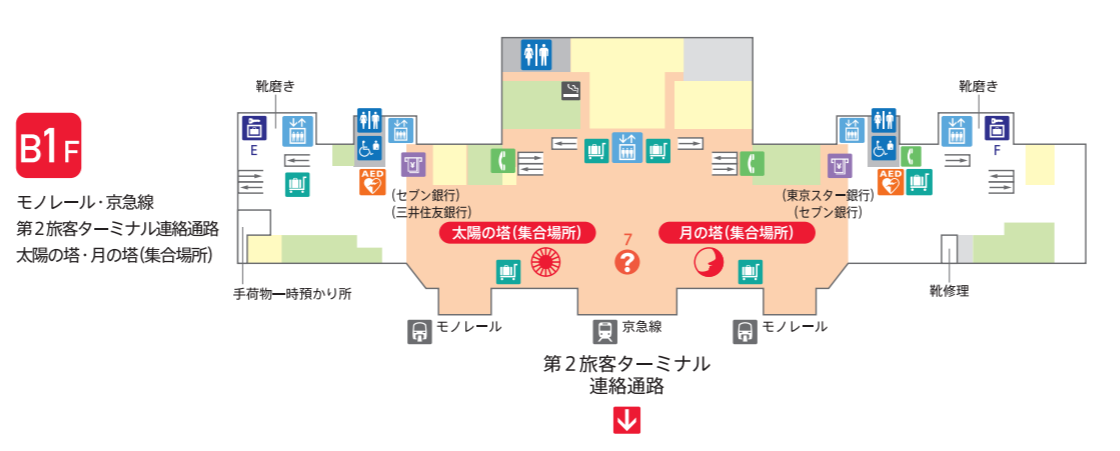 B1F
モノレール・京急線
第2旅客ターミナル連絡通路
太陽の塔・月の塔(集合場所)
靴磨き
靴磨き
E
F
AED
AED
(セブン銀行)
(三井住友銀行)
(東京スター銀行)
(セブン銀行)
太陽の塔(集合場所)
7
?
月の塔(集合場所)
手荷物一時預かり所
靴修理
モノレール
京急線
モノレール
第2旅客ターミナル
連絡通路